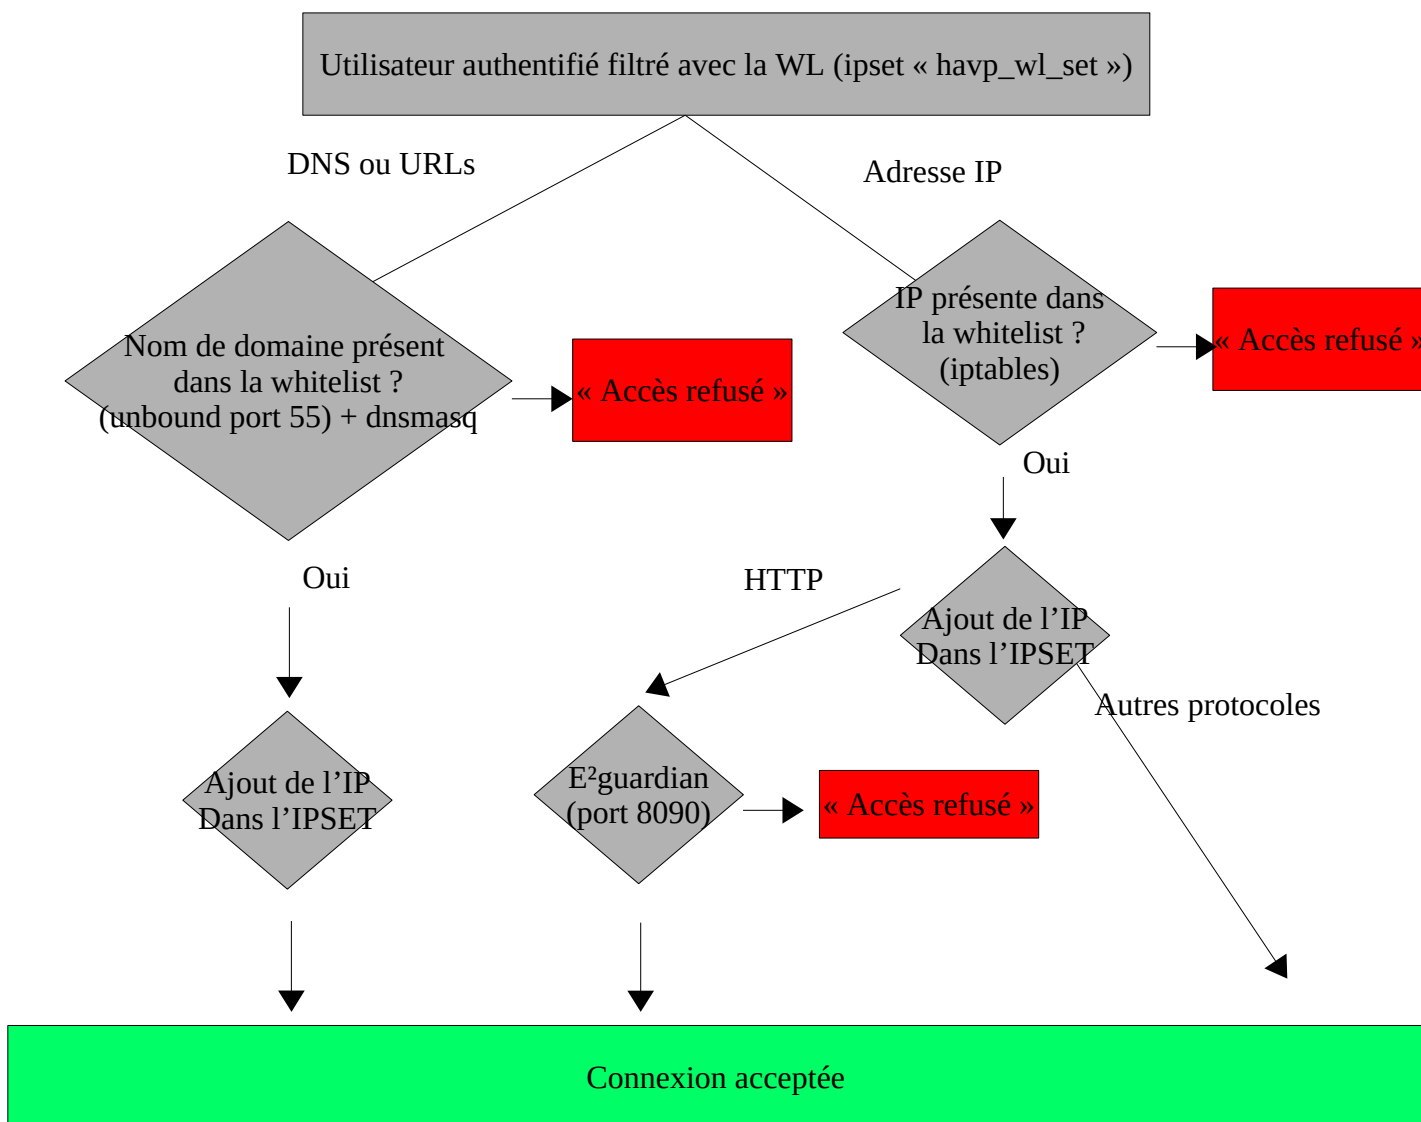 Utilisateur authentifié filtré avec la WL (ipset « havp_wl_set »)
DNS ou URLs
Adresse IP
Nom de domaine présent
dans la whitelist ?
(unbound port 55) + dnsmasq
« Accès refusé »
IP présente dans
la whitelist ?
(iptables)
« Accès refusé »
Oui
Oui
HTTP
Ajout de l’IP
Dans l’IPSET
Autres protocoles
Ajout de l’IP
Dans l’IPSET
E²guardian
(port 8090)
« Accès refusé »
Connexion acceptée